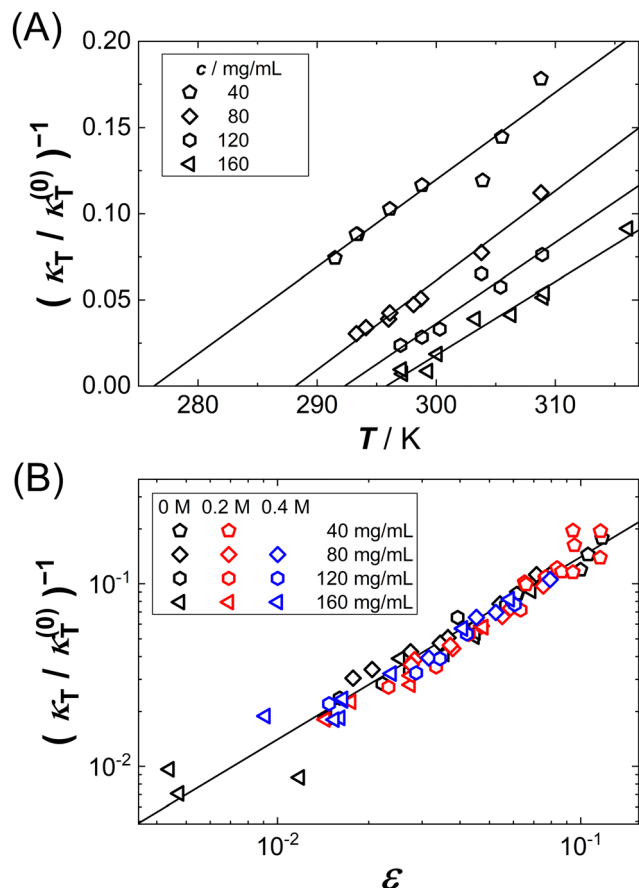 (A)
( κT / κT(0) )−1
0.20
0.15
0.10
0.05
0.00
c / mg/mL
40
80
120
160
280 290 300 310
T / K
(B)
( κT / κT(0) )−1
10−1
10−2
0 M 0.2 M 0.4 M
40 mg/mL
80 mg/mL
120 mg/mL
160 mg/mL
10−2 10−1
ε